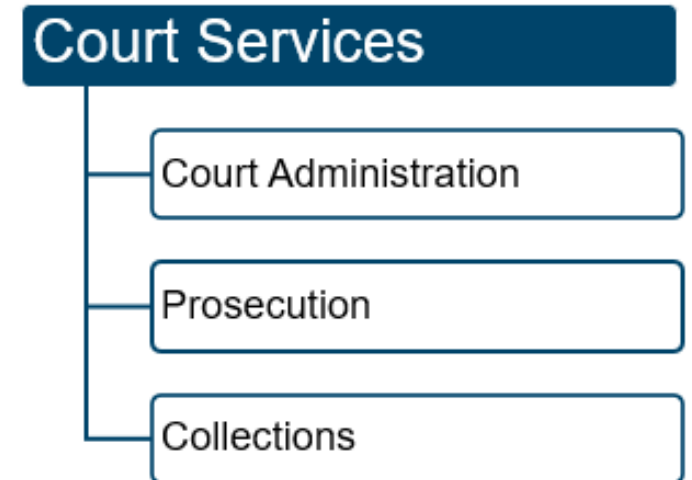 Court Services
Court Administration
Prosecution
Collections